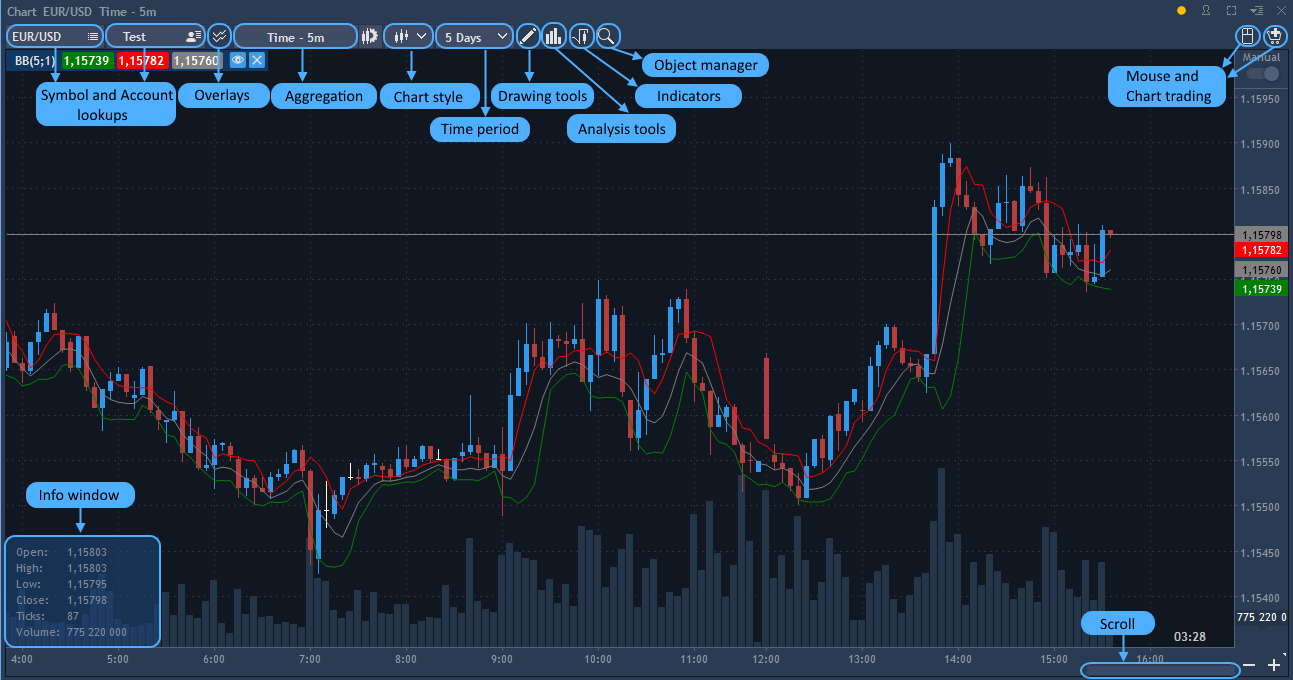 Chart EUR/USD Time - 5m
EUR/USD Test Time - 5m 5 Days
BB(5;1) 1,15739 1,15782 1,15760
Manual
Object manager
Symbol and Account
lookups
Overlays
Aggregation
Chart style
Drawing tools
Indicators
Mouse and
Chart trading
Time period
Analysis tools
1.15950
1.15900
1.15850
1,15798
1,15782
1,15760
1,15739
1.15700
1.15650
1.15600
1.15550
1.15500
1.15450
1.15400
Info window
Open: 1,15803
High: 1,15803
Low: 1,15795
Close: 1,15798
Ticks: 87
Volume: 775 220 000
775 220 0
Scroll
03:28
4:00 5:00 6:00 7:00 8:00 9:00 10:00 11:00 12:00 13:00 14:00 15:00 16:00